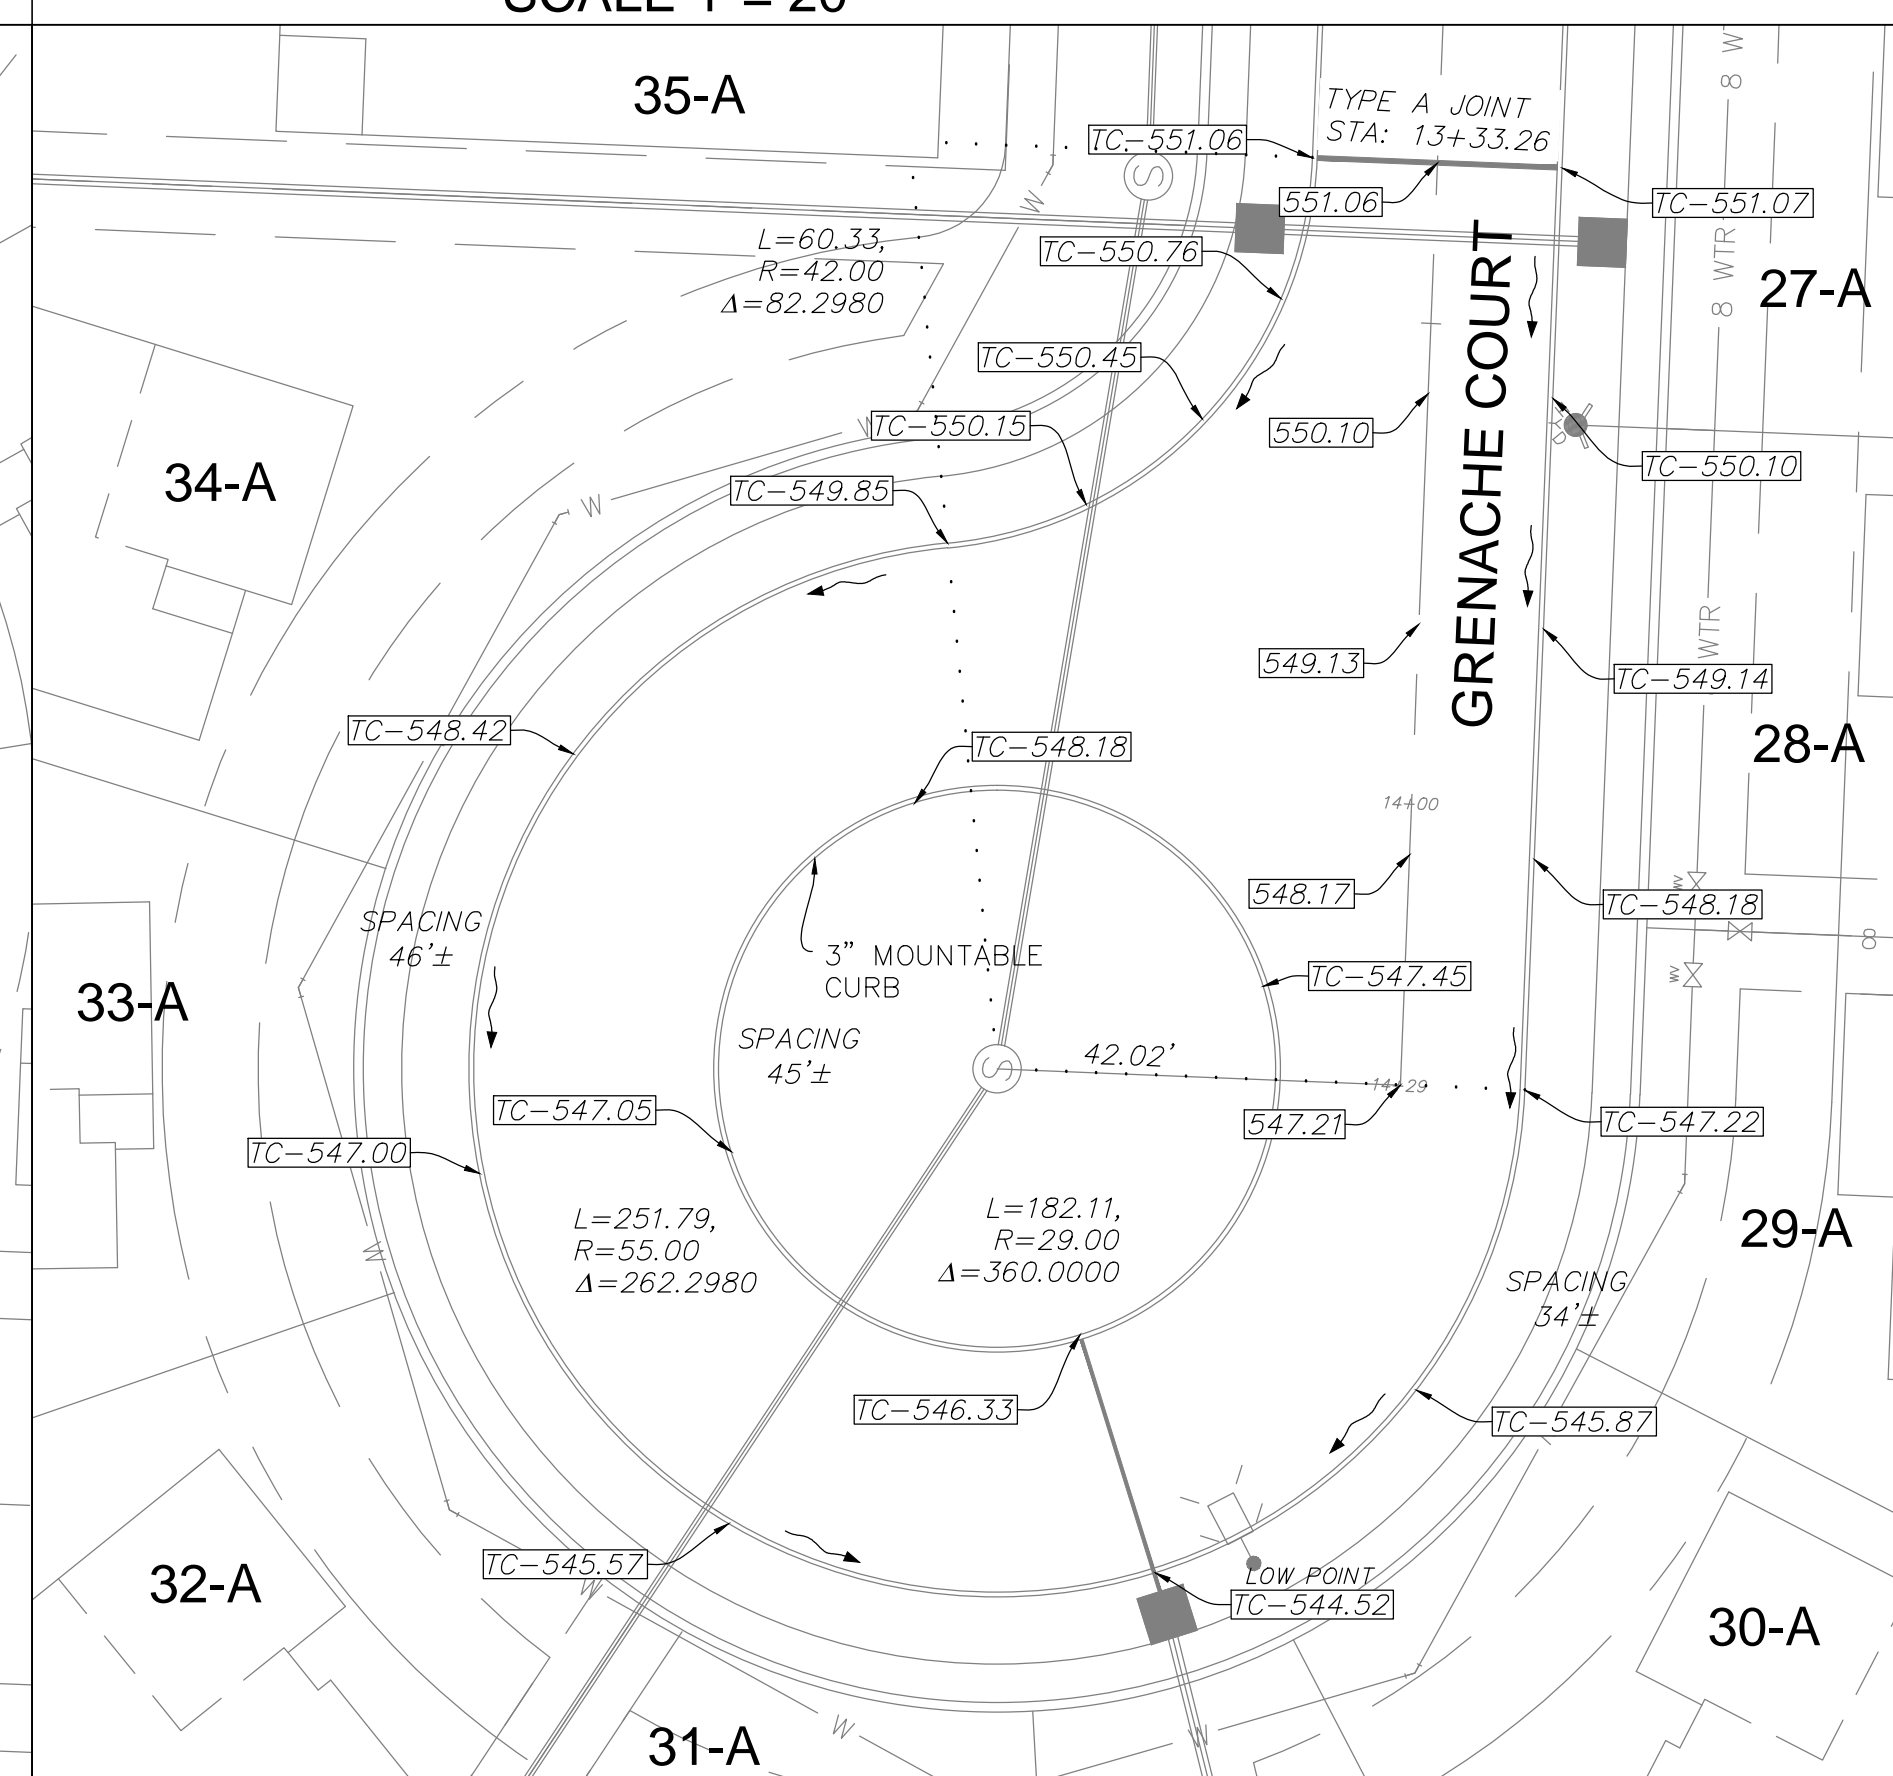 35-A
TYPE A JOINT
STA: 13+33.26
TC-551.06
551.06
TC-551.07
8 WTR
8 W
L=60.33,
R=42.00
Δ=82.2980
TC-550.76
27-A
GRENACHE COURT
TC-550.45
TC-550.15
550.10
TC-550.10
34-A
TC-549.85
W
W
W
S
549.13
WTR
TC-549.14
TC-548.42
TC-548.18
28-A
14+00
548.17
TC-548.18
W
W
8
SPACING
46'±
3" MOUNTABLE
CURB
TC-547.45
33-A
SPACING
45'±
S
42.02'
14+29
TC-547.05
547.21
TC-547.22
TC-547.00
L=251.79,
R=55.00
Δ=262.2980
L=182.11,
R=29.00
Δ=360.0000
29-A
W
SPACING
34'±
TC-546.33
TC-545.87
TC-545.57
W
LOW POINT
TC-544.52
32-A
30-A
31-A
W
W